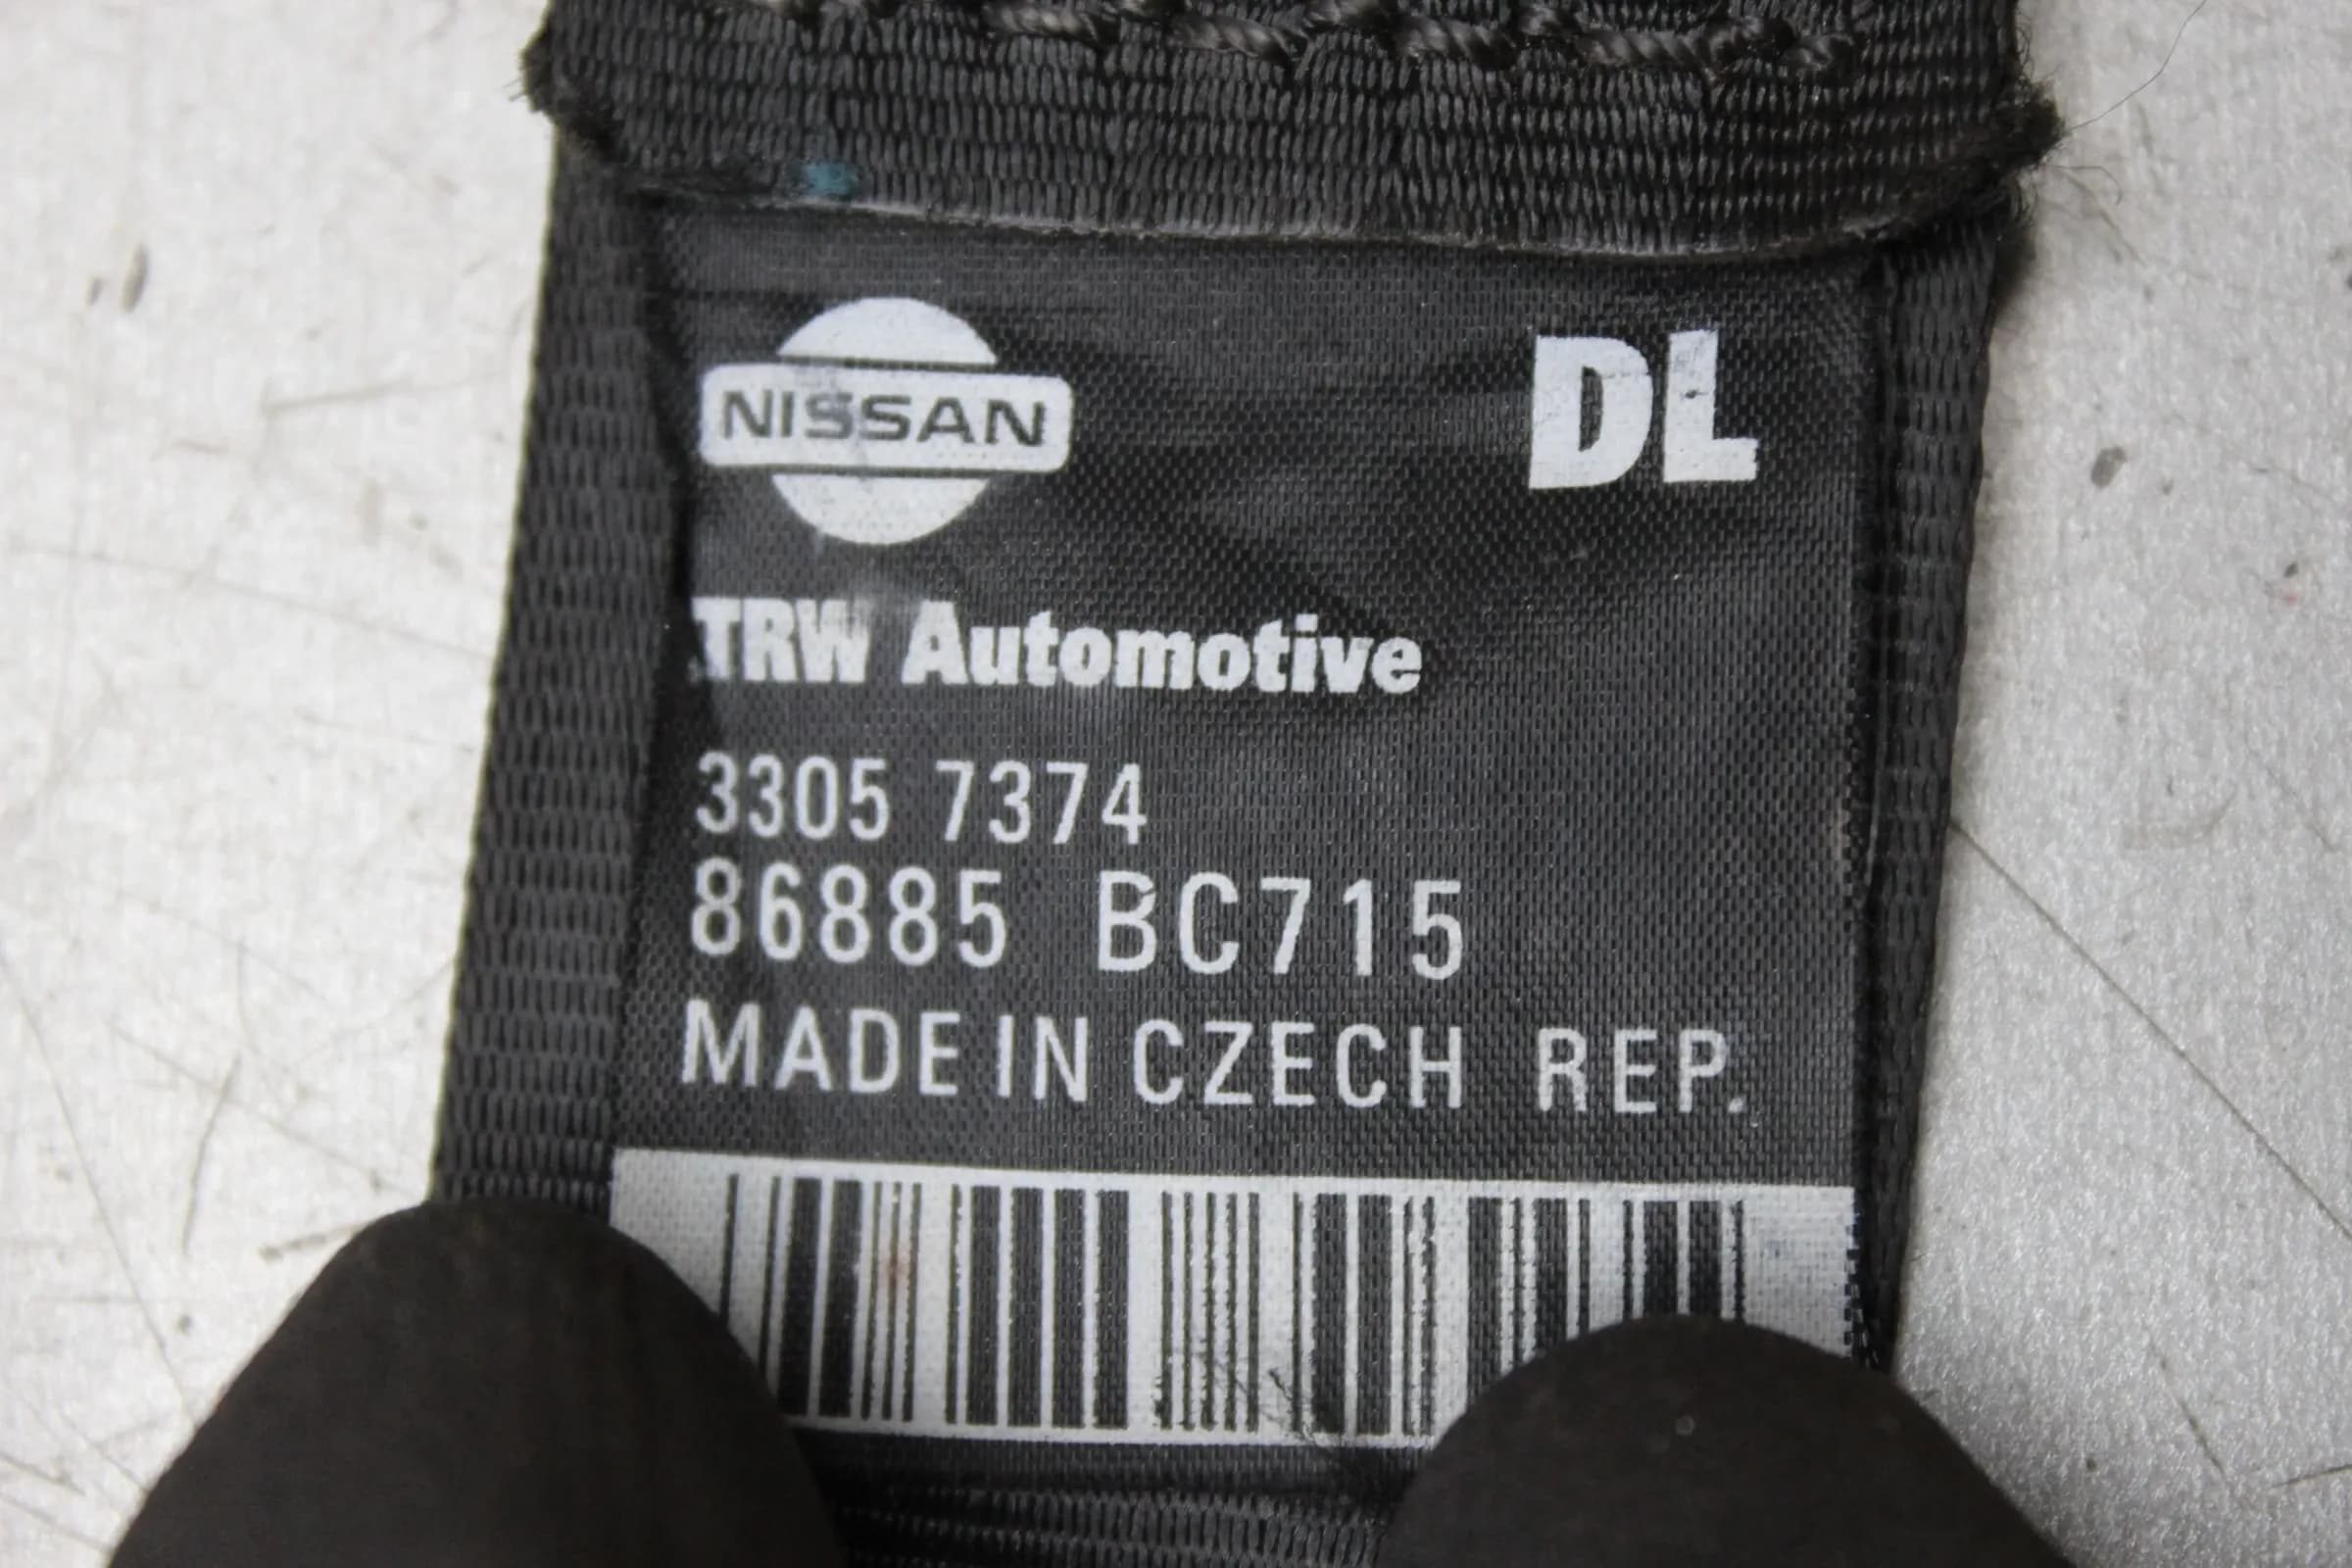 NISSAN DL
TRW Automotive
3305 7374
86885 BC715
MADE IN CZECH REP.